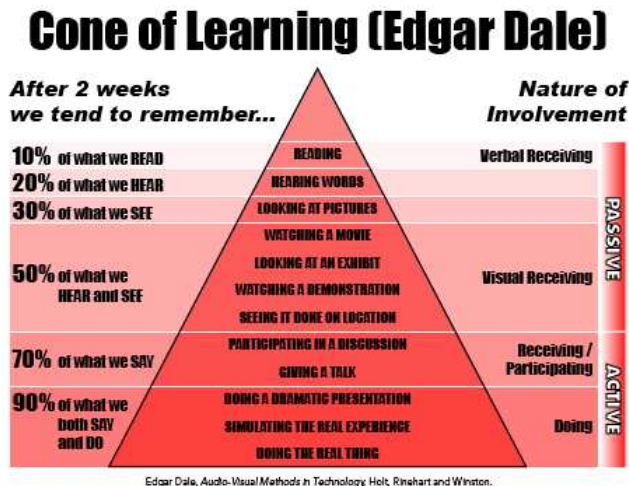 Cone of Learning (Edgar Dale)
After 2 weeks
we tend to remember...
Nature of
Involvement
10% of what we READ
READING
Verbal Receiving
20% of what we HEAR
HEARING WORDS
30% of what we SEE
LOOKING AT PICTURES
WATCHING A MOVIE
LOOKING AT AN EXHIBIT
50% of what we
HEAR and SEE
WATCHING A DEMONSTRATION
Visual Receiving
SEEING IT DONE ON LOCATION
PASSIVE
70% of what we SAY
PARTICIPATING IN A DISCUSSION
GIVING A TALK
Receiving /
Participating
90% of what we
both SAY
and DO
DOING A DRAMATIC PRESENTATION
SIMULATING THE REAL EXPERIENCE
DOING THE REAL THING
Doing
ACTIVE
Edgar Dale, Audio-Visual Methods in Technology, Holt, Rinehart and Winston.